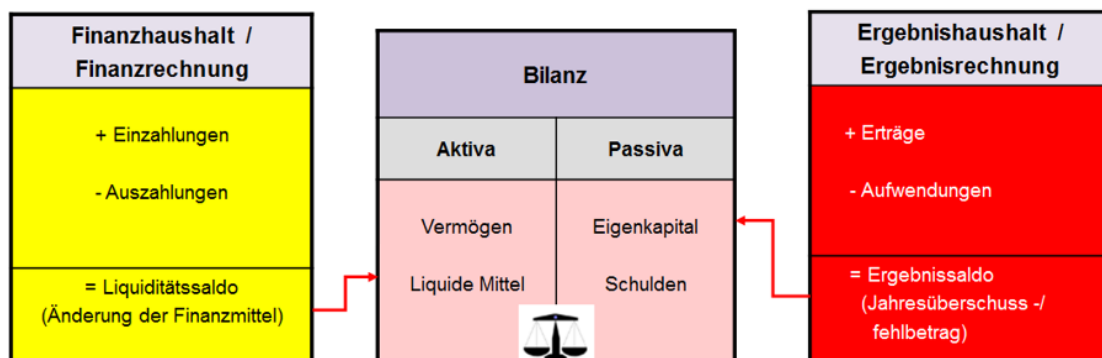 Finanzhaushalt /
Finanzrechnung
+ Einzahlungen
- Auszahlungen
= Liquiditätssaldo
(Änderung der Finanzmittel)
Bilanz
Aktiva
Passiva
Vermögen
Eigenkapital
Liquide Mittel
Schulden
Ergebnishaushalt /
Ergebnisrechnung
+ Erträge
- Aufwendungen
= Ergebnissaldo
(Jahresüberschuss -/
fehlbetrag)